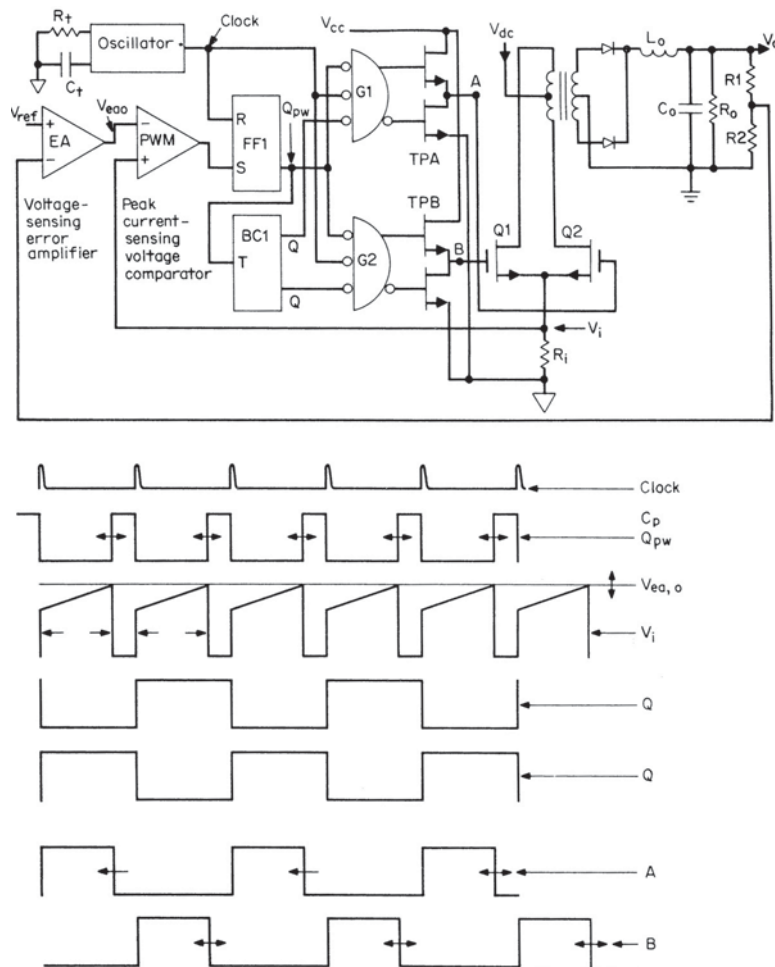 Rt
Oscillator
Ct
Clock
Vcc
Vref
Veao
EA
PWM
R
FF1
S
Qpw
G1
A
TPA
Voltage-
sensing
error
amplifier
Peak
current-
sensing
voltage
comparator
BC1
T
Q
Q
G2
TPB
B
Vdc
Q1
Q2
Lo
Co
Ro
R1
R2
Vi
Ri
Clock
Cp
Qpw
Vea,o
Vi
Q
Q
A
B